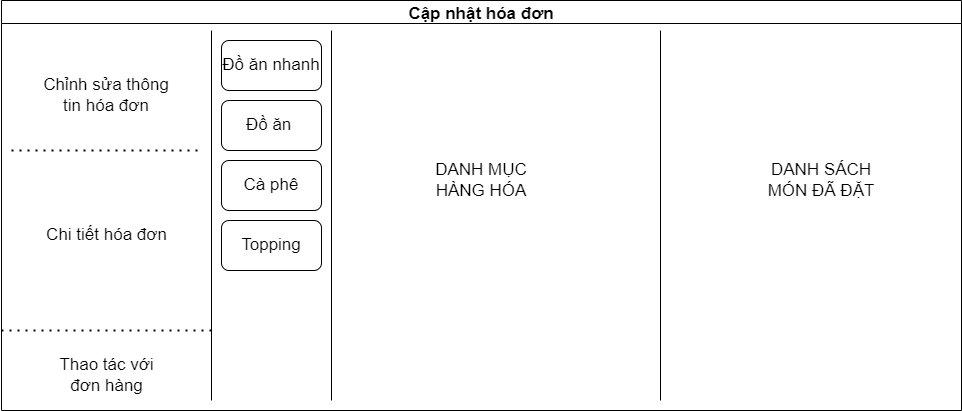 Cập nhật hóa đơn
Chỉnh sửa thông
tin hóa đơn
Chi tiết hóa đơn
Thao tác với
đơn hàng
Đồ ăn nhanh
Đồ ăn
Cà phê
Topping
DANH MỤC
HÀNG HÓA
DANH SÁCH
MÓN ĐÃ ĐẶT